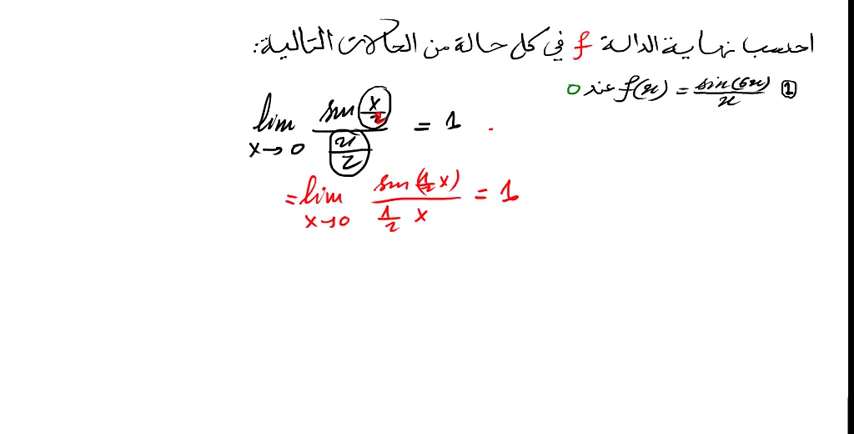 احسب نهاية الدالة f في كل حالة من الحالات التالية:
1 f(x) = sin(6x)/x عند 0
lim x→0 sin(x/2)/(x/2) = 1
= lim x→0 sin(1/2 x)/(1/2 x) = 1